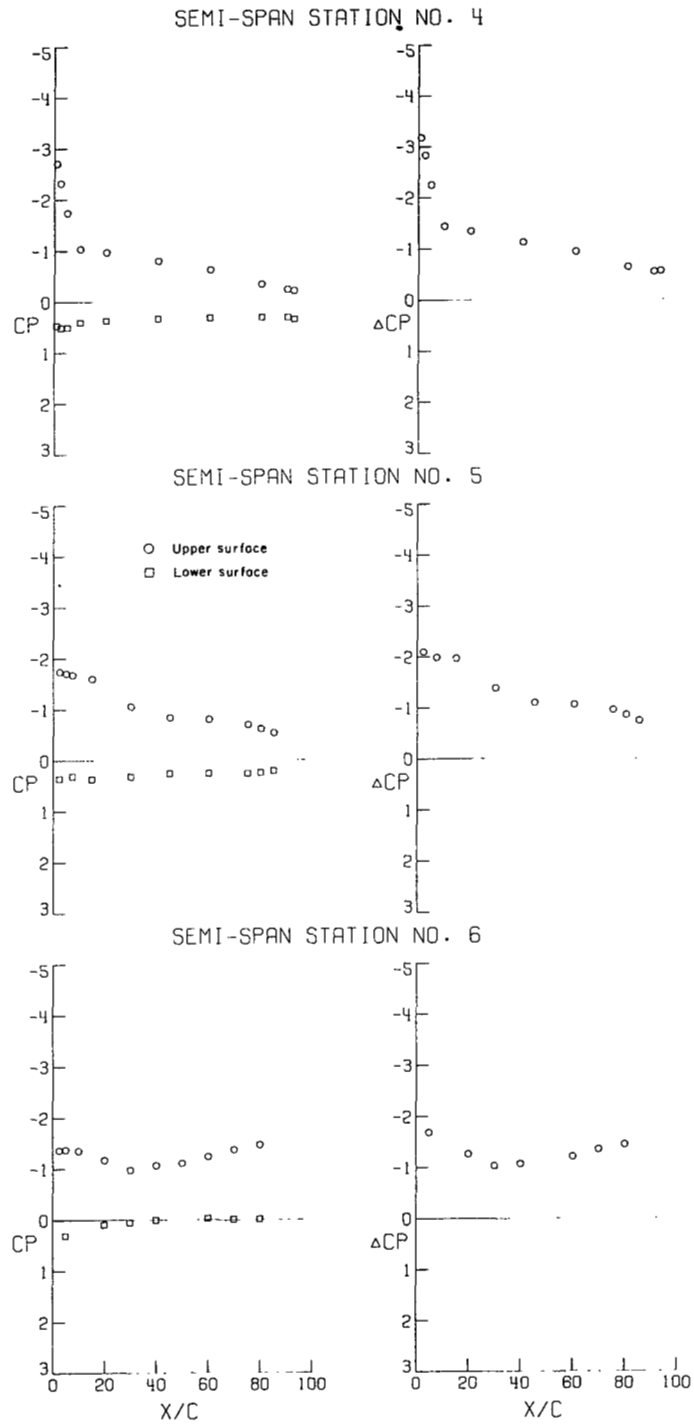 SEMI-SPAN STATION NO. 4
-5 -5
-4 -4
-3 -3
-2 -2
-1 -1
0 0
CP ΔCP
1 1
2 2
3 3
SEMI-SPAN STATION NO. 5
-5 -5
○ Upper surface
-4 -4
□ Lower surface
-3 -3
-2 -2
-1 -1
0 0
CP ΔCP
1 1
2 2
3 3
SEMI-SPAN STATION NO. 6
-5 -5
-4 -4
-3 -3
-2 -2
-1 -1
0 0
CP ΔCP
1 1
2 2
3 3
0 20 40 60 80 100 0 20 40 60 80 100
X/C X/C